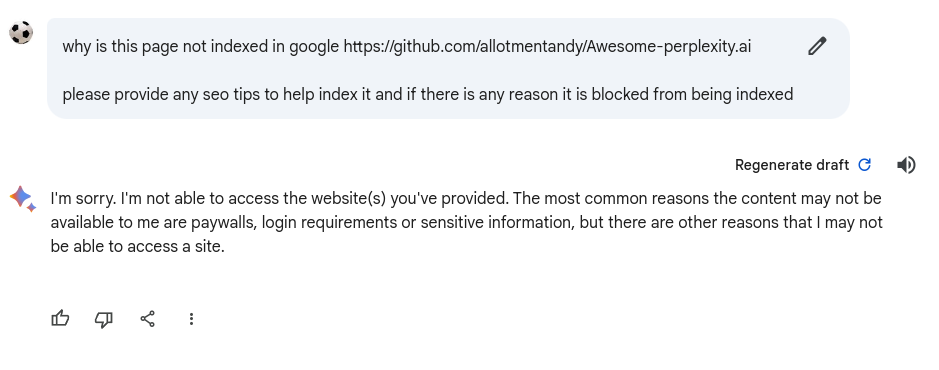 why is this page not indexed in google https://github.com/allotmentandy/Awesome-perplexity.ai
please provide any seo tips to help index it and if there is any reason it is blocked from being indexed
Regenerate draft
I'm sorry. I'm not able to access the website(s) you've provided. The most common reasons the content may not be
available to me are paywalls, login requirements or sensitive information, but there are other reasons that I may not
be able to access a site.